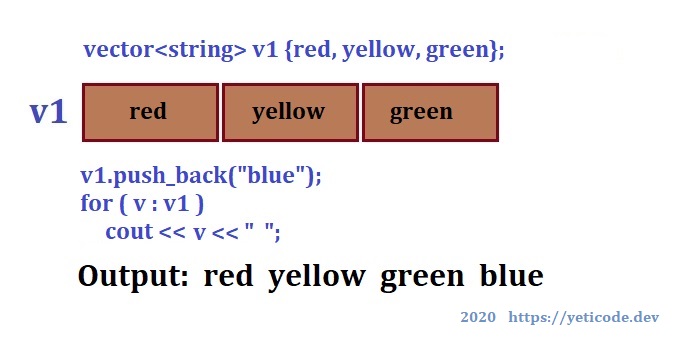 vector<string> v1 {red, yellow, green};
v1 red yellow green
v1.push_back("blue");
for ( v : v1 )
cout << v << " ";
Output: red yellow green blue
2020 https://yeticode.dev